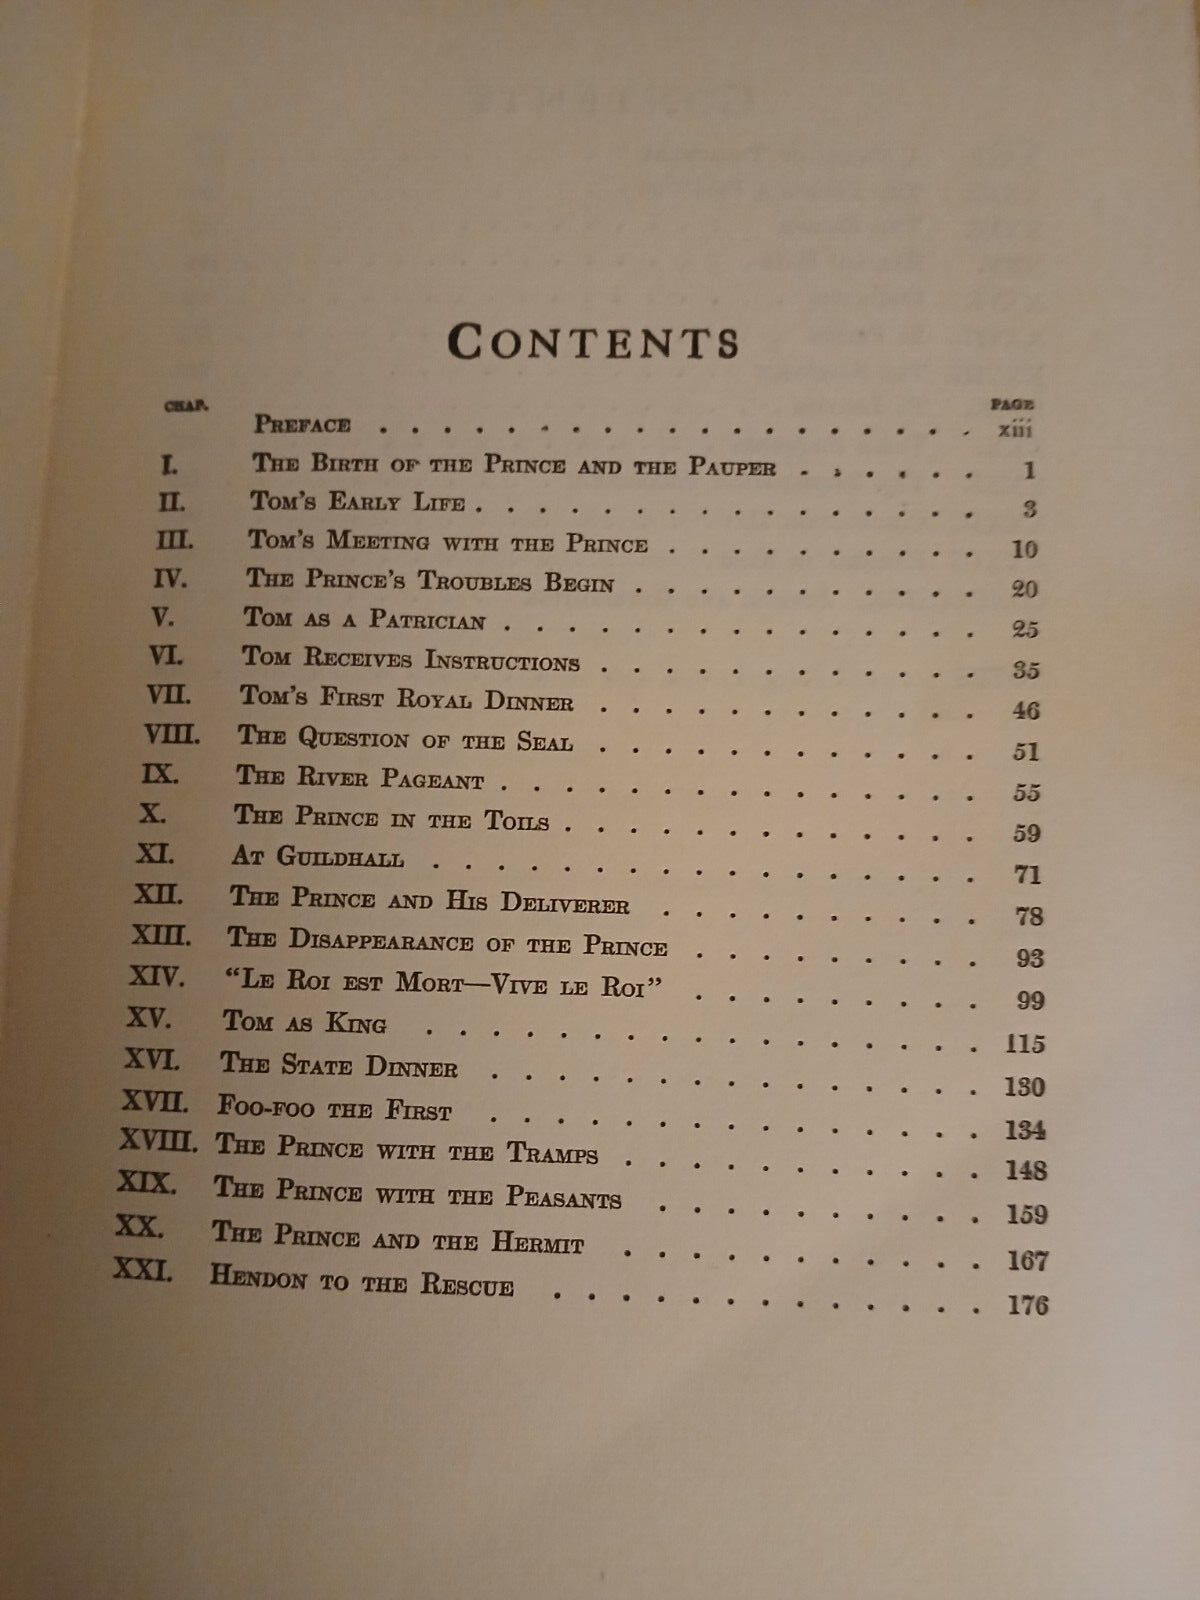 CONTENTS
CHAP. PAGE
PREFACE . . . . . . . . . . . . . . . . . . . xiii
I. THE BIRTH OF THE PRINCE AND THE PAUPER . . . . . . 1
II. TOM'S EARLY LIFE . . . . . . . . . . . . . . . . 3
III. TOM'S MEETING WITH THE PRINCE . . . . . . . . . . 10
IV. THE PRINCE'S TROUBLES BEGIN . . . . . . . . . . . 20
V. TOM AS A PATRICIAN . . . . . . . . . . . . . . . 25
VI. TOM RECEIVES INSTRUCTIONS . . . . . . . . . . . . 35
VII. TOM'S FIRST ROYAL DINNER . . . . . . . . . . . . 46
VIII. THE QUESTION OF THE SEAL . . . . . . . . . . . . 51
IX. THE RIVER PAGEANT . . . . . . . . . . . . . . . 55
X. THE PRINCE IN THE TOILS . . . . . . . . . . . . . 59
XI. AT GUILDHALL . . . . . . . . . . . . . . . . . 71
XII. THE PRINCE AND HIS DELIVERER . . . . . . . . . . 78
XIII. THE DISAPPEARANCE OF THE PRINCE . . . . . . . . . 93
XIV. "LE ROI EST MORT—VIVE LE ROI" . . . . . . . . . 99
XV. TOM AS KING . . . . . . . . . . . . . . . . . 115
XVI. THE STATE DINNER . . . . . . . . . . . . . . . 130
XVII. FOO-FOO THE FIRST . . . . . . . . . . . . . . . 134
XVIII. THE PRINCE WITH THE TRAMPS . . . . . . . . . . . 148
XIX. THE PRINCE WITH THE PEASANTS . . . . . . . . . . 159
XX. THE PRINCE AND THE HERMIT . . . . . . . . . . . 167
XXI. HENDON TO THE RESCUE . . . . . . . . . . . . . 176